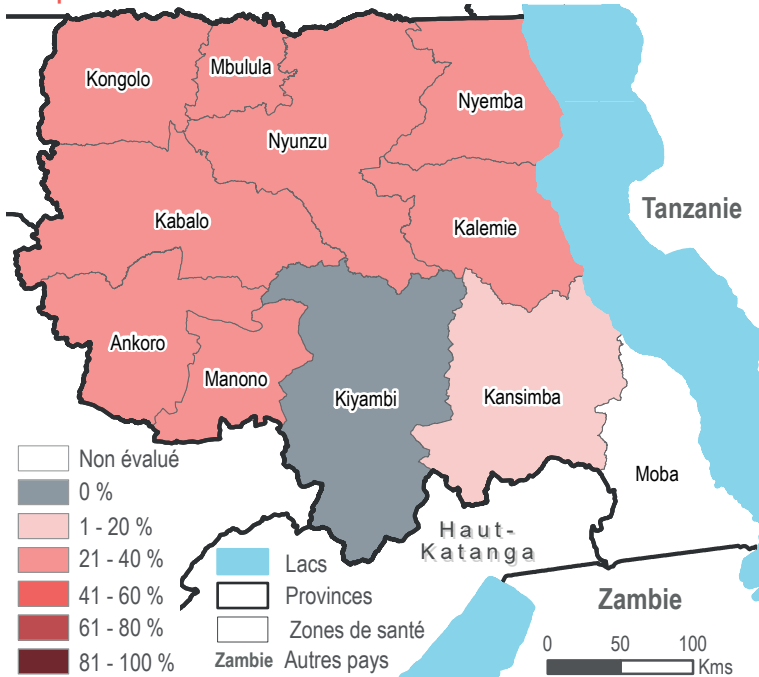 Kongolo
Mbulula
Nyemba
Nyunzu
Tanzanie
Kabalo
Kalemie
Ankoro
Manono
Kiyambi
Kansimba
Moba
Haut-
Katanga
Zambie
Non évalué
0 %
1 - 20 %
21 - 40 %
41 - 60 %
61 - 80 %
81 - 100 %
Lacs
Provinces
Zones de santé
Zambie Autres pays
0 50 100
Kms